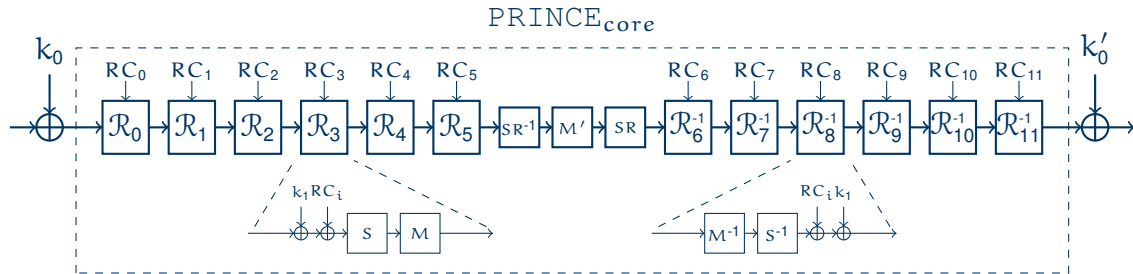 PRINCEcore
k₀ k₀′
RC₀ RC₁ RC₂ RC₃ RC₄ RC₅ RC₆ RC₇ RC₈ RC₉ RC₁₀ RC₁₁
R₀ R₁ R₂ R₃ R₄ R₅ SR⁻¹ M′ SR R₆⁻¹ R₇⁻¹ R₈⁻¹ R₉⁻¹ R₁₀⁻¹ R₁₁⁻¹
k₁ RCᵢ RCᵢ k₁
S M M⁻¹ S⁻¹